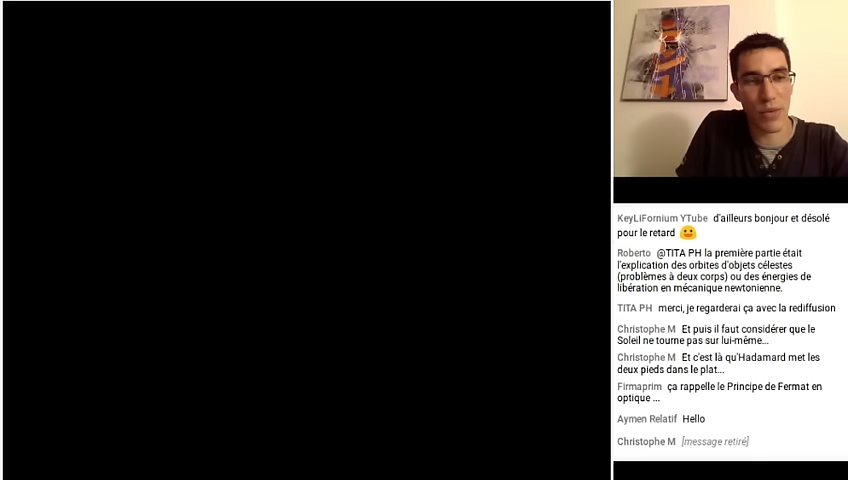 KeyLiFornium YTube d'ailleurs bonjour et désolé
pour le retard
Roberto @TITA PH la première partie était
l'explication des orbites d'objets célestes
(problèmes à deux corps) ou des énergies de
libération en mécanique newtonienne.
TITA PH merci, je regarderai ça avec la rediffusion
Christophe M Et puis il faut considérer que le
Soleil ne tourne pas sur lui-même...
Christophe M Et c'est là qu'Hadamard met les
deux pieds dans le plat...
Firmaprim ça rappelle le Principe de Fermat en
optique ...
Aymen Relatif Hello
Christophe M [message retiré]